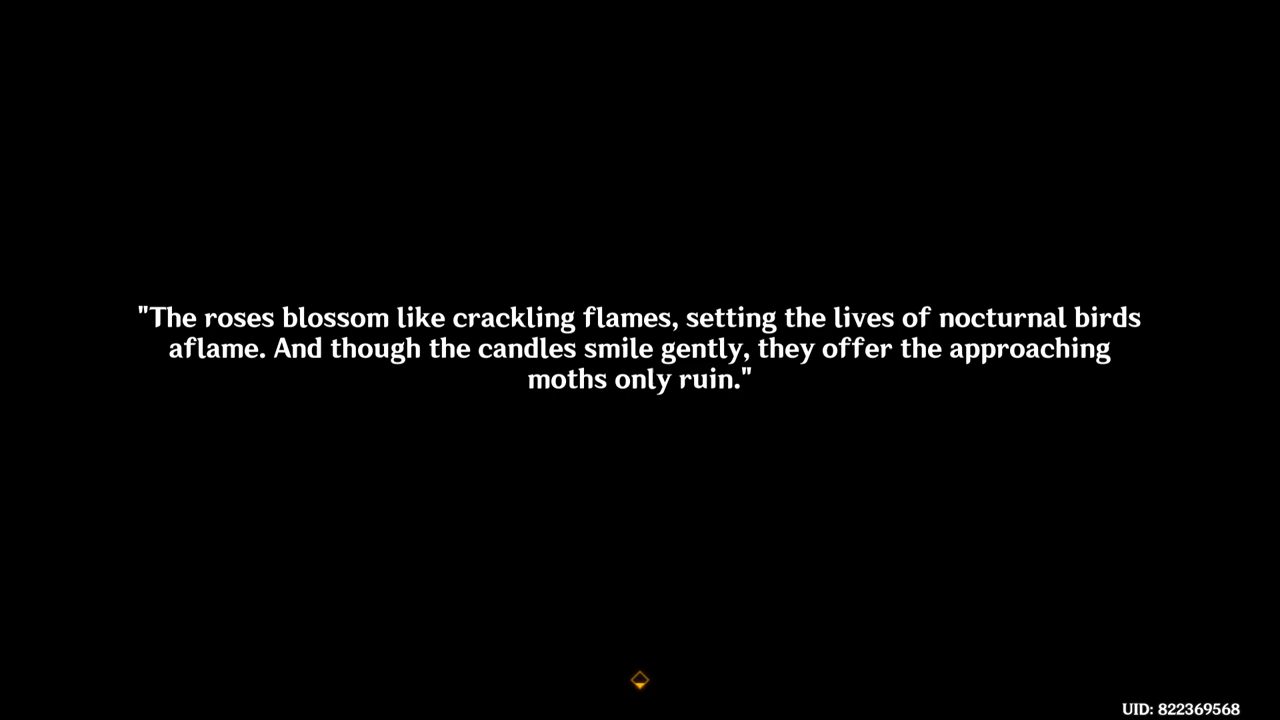 "The roses blossom like crackling flames, setting the lives of nocturnal birds
aflame. And though the candles smile gently, they offer the approaching
moths only ruin."
UID: 822369568